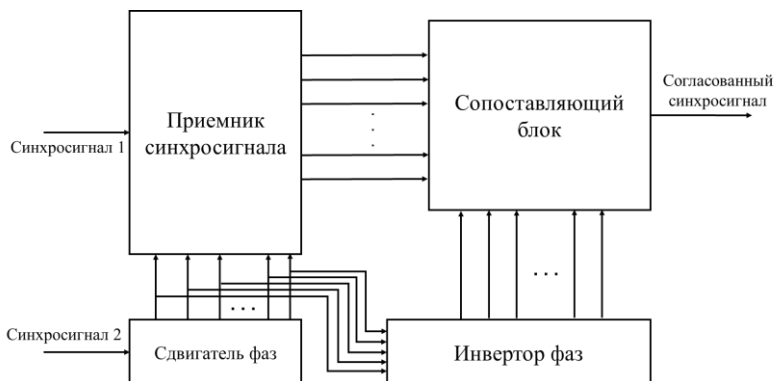 Приемник
синхросигнала
Сопоставляющий
блок
Согласованный
синхросигнал
Синхросигнал 1
Синхросигнал 2
Сдвигатель фаз
Инвертор фаз